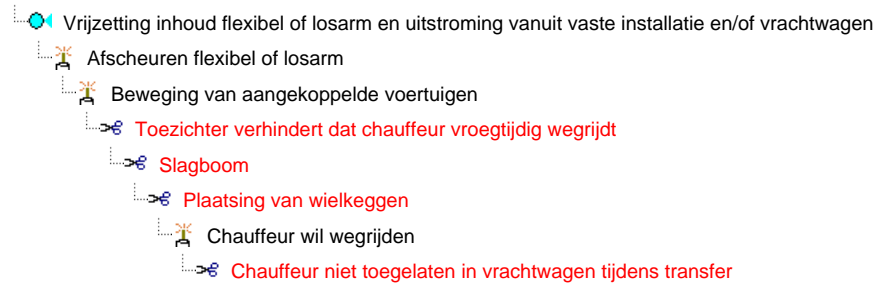 Vrijzetting inhoud flexibel of losarm en uitstroming vanuit vaste installatie en/of vrachtwagen
Afscheuren flexibel of losarm
Beweging van aangekoppelde voertuigen
Toezichter verhindert dat chauffeur vroegtijdig wegrijdt
Slagboom
Plaatsing van wielkeggen
Chauffeur wil wegrijden
Chauffeur niet toegelaten in vrachtwagen tijdens transfer